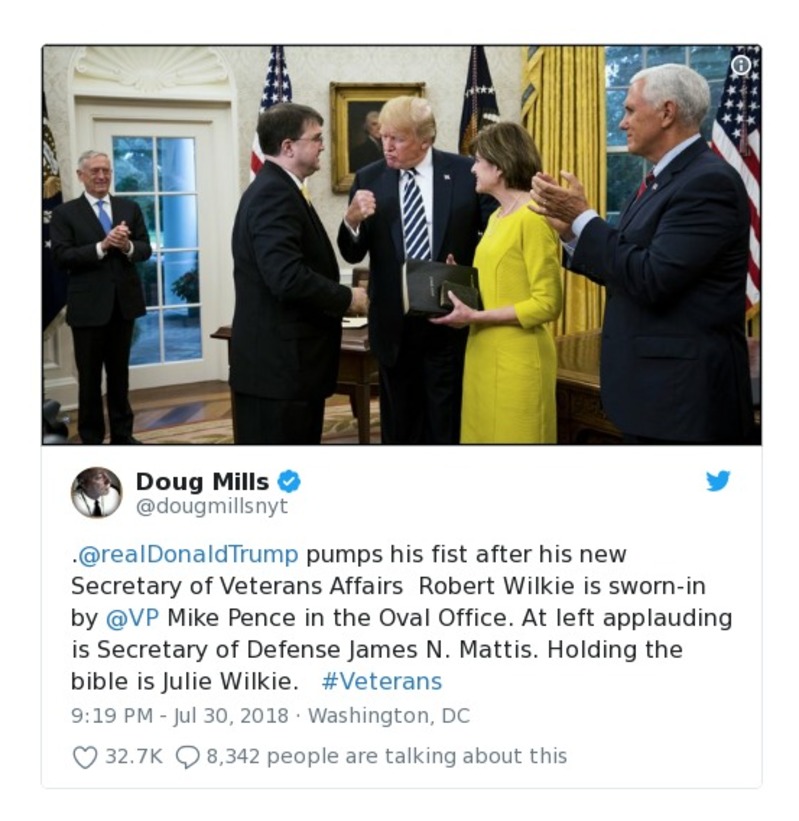 Doug Mills
@dougmillsnyt
.@realDonaldTrump pumps his fist after his new
Secretary of Veterans Affairs  Robert Wilkie is sworn-in
by @VP Mike Pence in the Oval Office. At left applauding
is Secretary of Defense James N. Mattis. Holding the
bible is Julie Wilkie.   #Veterans
9:19 PM - Jul 30, 2018 · Washington, DC
32.7K 8,342 people are talking about this